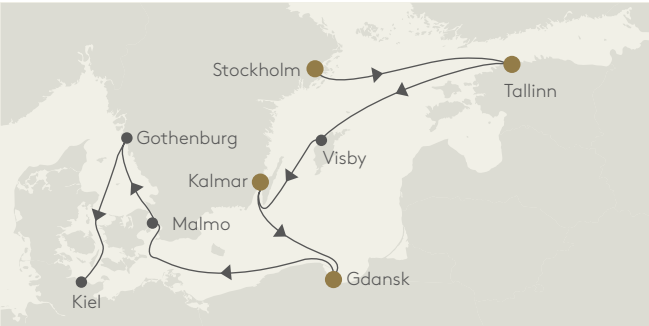 Stockholm
Tallinn
Gothenburg
Visby
Kalmar
Malmo
Gdansk
Kiel